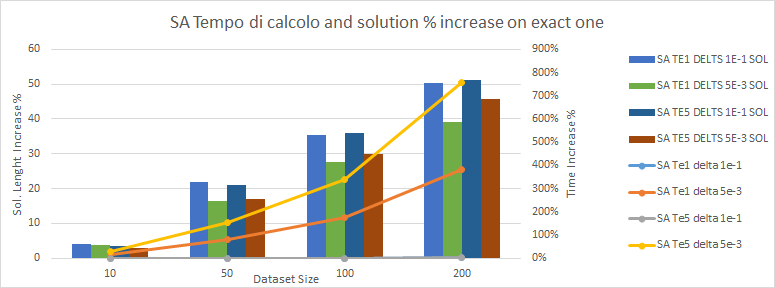 SA Tempo di calcolo and solution % increase on exact one
60
50
40
30
20
10
0
Sol. Lenght Increase %
10
50
100
200
Dataset Size
900%
800%
700%
600%
500%
400%
300%
200%
100%
0%
Time Increase %
SA TE1 DELTS 1E-1 SOL
SA TE1 DELTS 5E-3 SOL
SA TE5 DELTS 1E-1 SOL
SA TE5 DELTS 5E-3 SOL
SA Te1 delta 1e-1
SA Te1 delta 5e-3
SA Te5 delta 1e-1
SA Te5 delta 5e-3